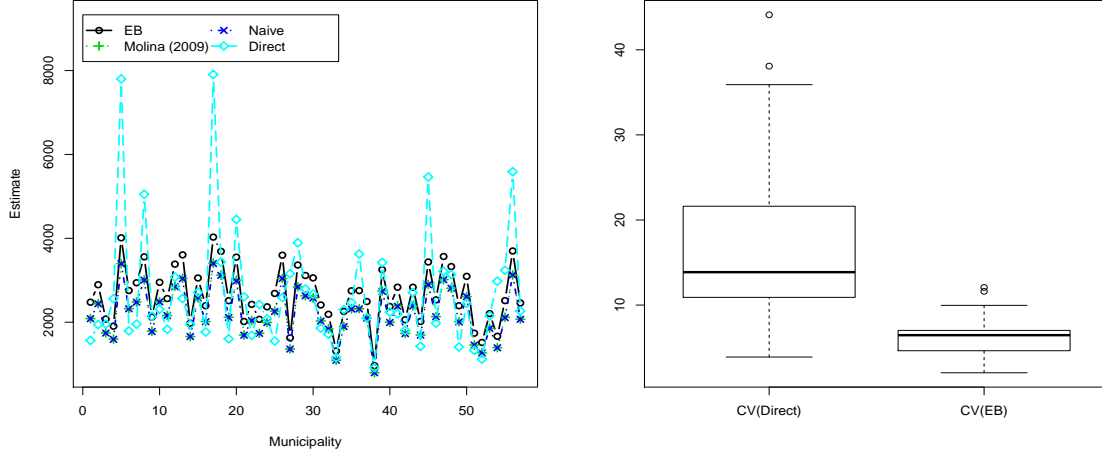 EB
Naive
Molina (2009)
Direct
8000
6000
4000
2000
Estimate
0
10
20
30
40
50
Municipality
40
30
20
10
CV(Direct)
CV(EB)